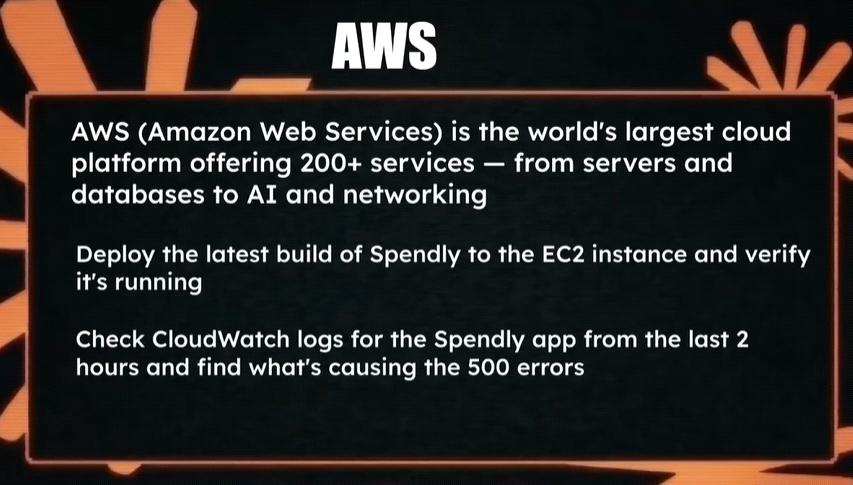 AWS
AWS (Amazon Web Services) is the world's largest cloud
platform offering 200+ services — from servers and
databases to AI and networking
Deploy the latest build of Spendly to the EC2 instance and verify
it's running
Check CloudWatch logs for the Spendly app from the last 2
hours and find what's causing the 500 errors